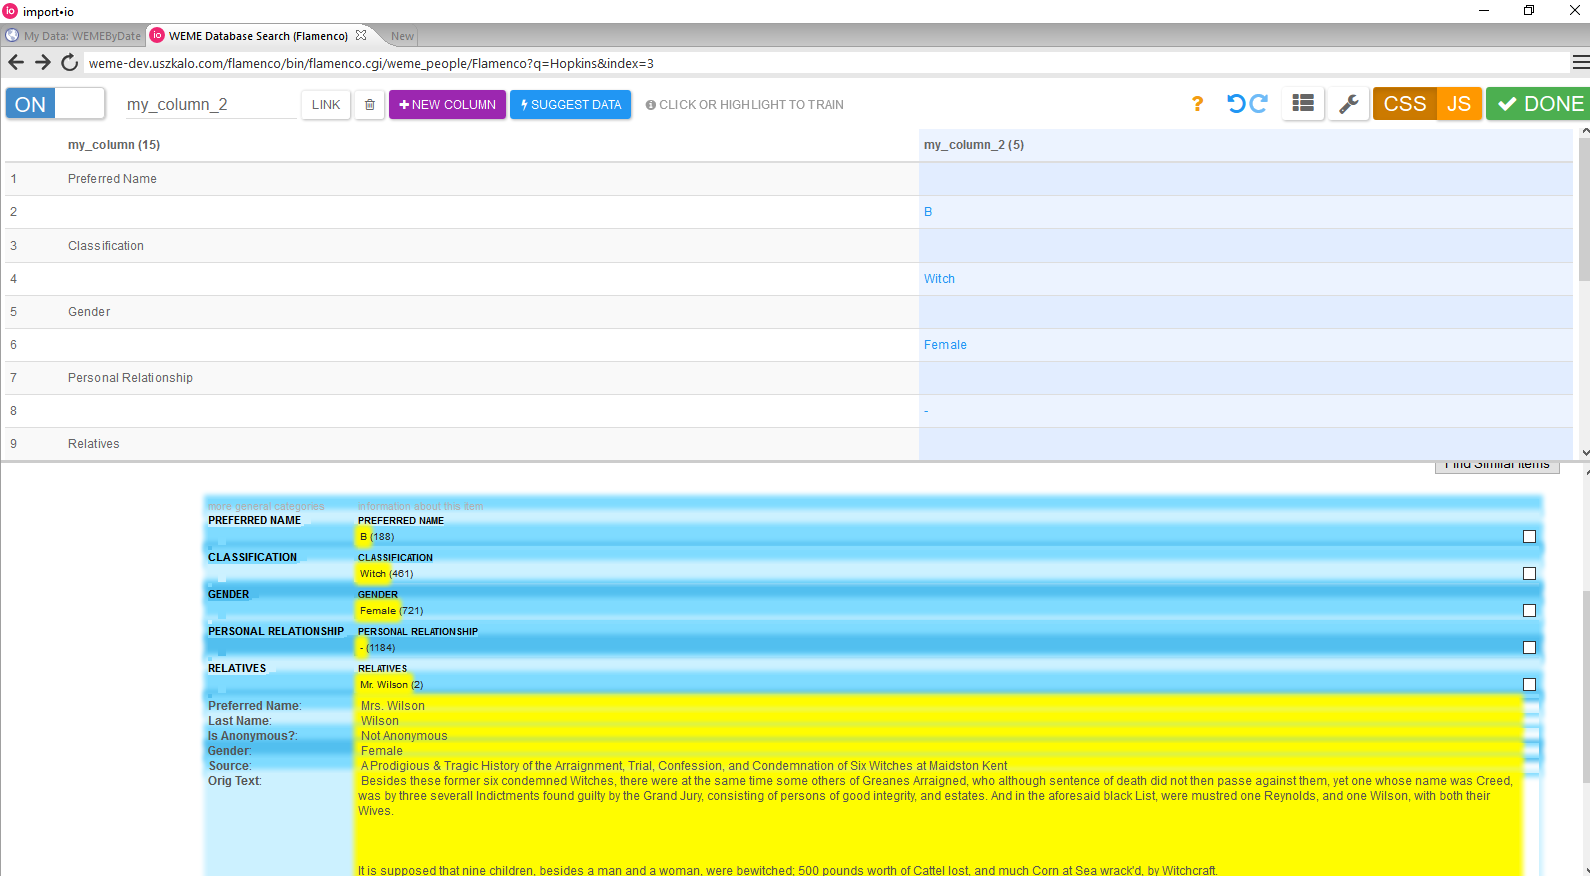 import•io
My Data: WEMEByDate
WEME Database Search (Flamenco)
New
weme-dev.uszkalo.com/flamenco/bin/flamenco.cgi/weme_people/Flamenco?q=Hopkins&index=3
ON
my_column_2
LINK
NEW COLUMN
SUGGEST DATA
CLICK OR HIGHLIGHT TO TRAIN
?
CSS
JS
DONE
my_column (15)
my_column_2 (5)
1 Preferred Name
2 B
3 Classification
4 Witch
5 Gender
6 Female
7 Personal Relationship
8 -
9 Relatives
Find Similar Items
more general categories
information about this item
PREFERRED NAME
PREFERRED NAME
B (188)
CLASSIFICATION
CLASSIFICATION
Witch (461)
GENDER
GENDER
Female (721)
PERSONAL RELATIONSHIP
PERSONAL RELATIONSHIP
- (1184)
RELATIVES
RELATIVES
Mr. Wilson (2)
Preferred Name: Mrs. Wilson
Last Name: Wilson
Is Anonymous?: Not Anonymous
Gender: Female
Source: A Prodigious & Tragic History of the Arraignment, Trial, Confession, and Condemnation of Six Witches at Maidston Kent
Orig Text: Besides these former six condemned Witches, there were at the same time some others of Greanes Arraigned, who although sentence of death did not then passe against them, yet one whose name was Creed,
was by three severall Indictments found guilty by the Grand Jury, consisting of persons of good integrity, and estates. And in the aforesaid black List, were mustred one Reynolds, and one Wilson, with both their
Wives.
It is supposed that nine children, besides a man and a woman, were bewitched; 500 pounds worth of Cattel lost, and much Corn at Sea wrack'd, by Witchcraft.